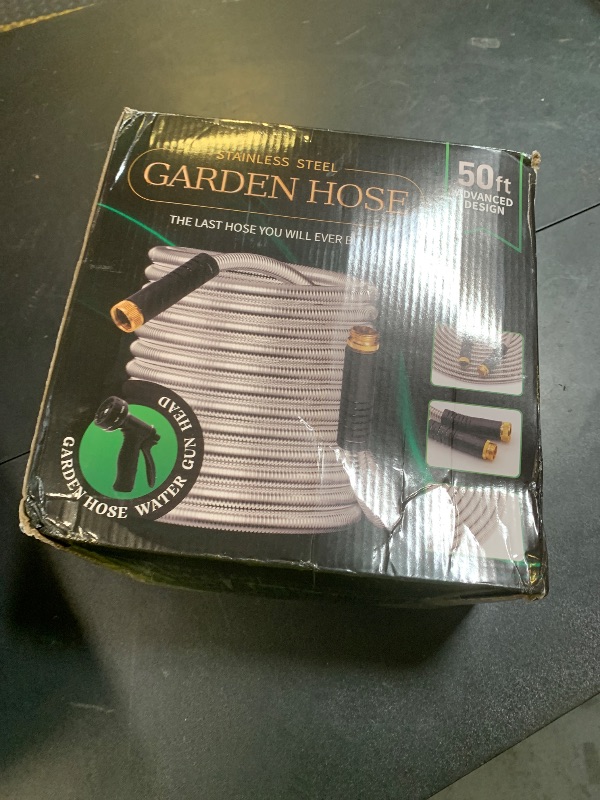 STAINLESS STEEL
GARDEN HOSE
50ft
ADVANCED
DESIGN
THE LAST HOSE YOU WILL EVER
GARDEN HOSE WATER GUN HEAD